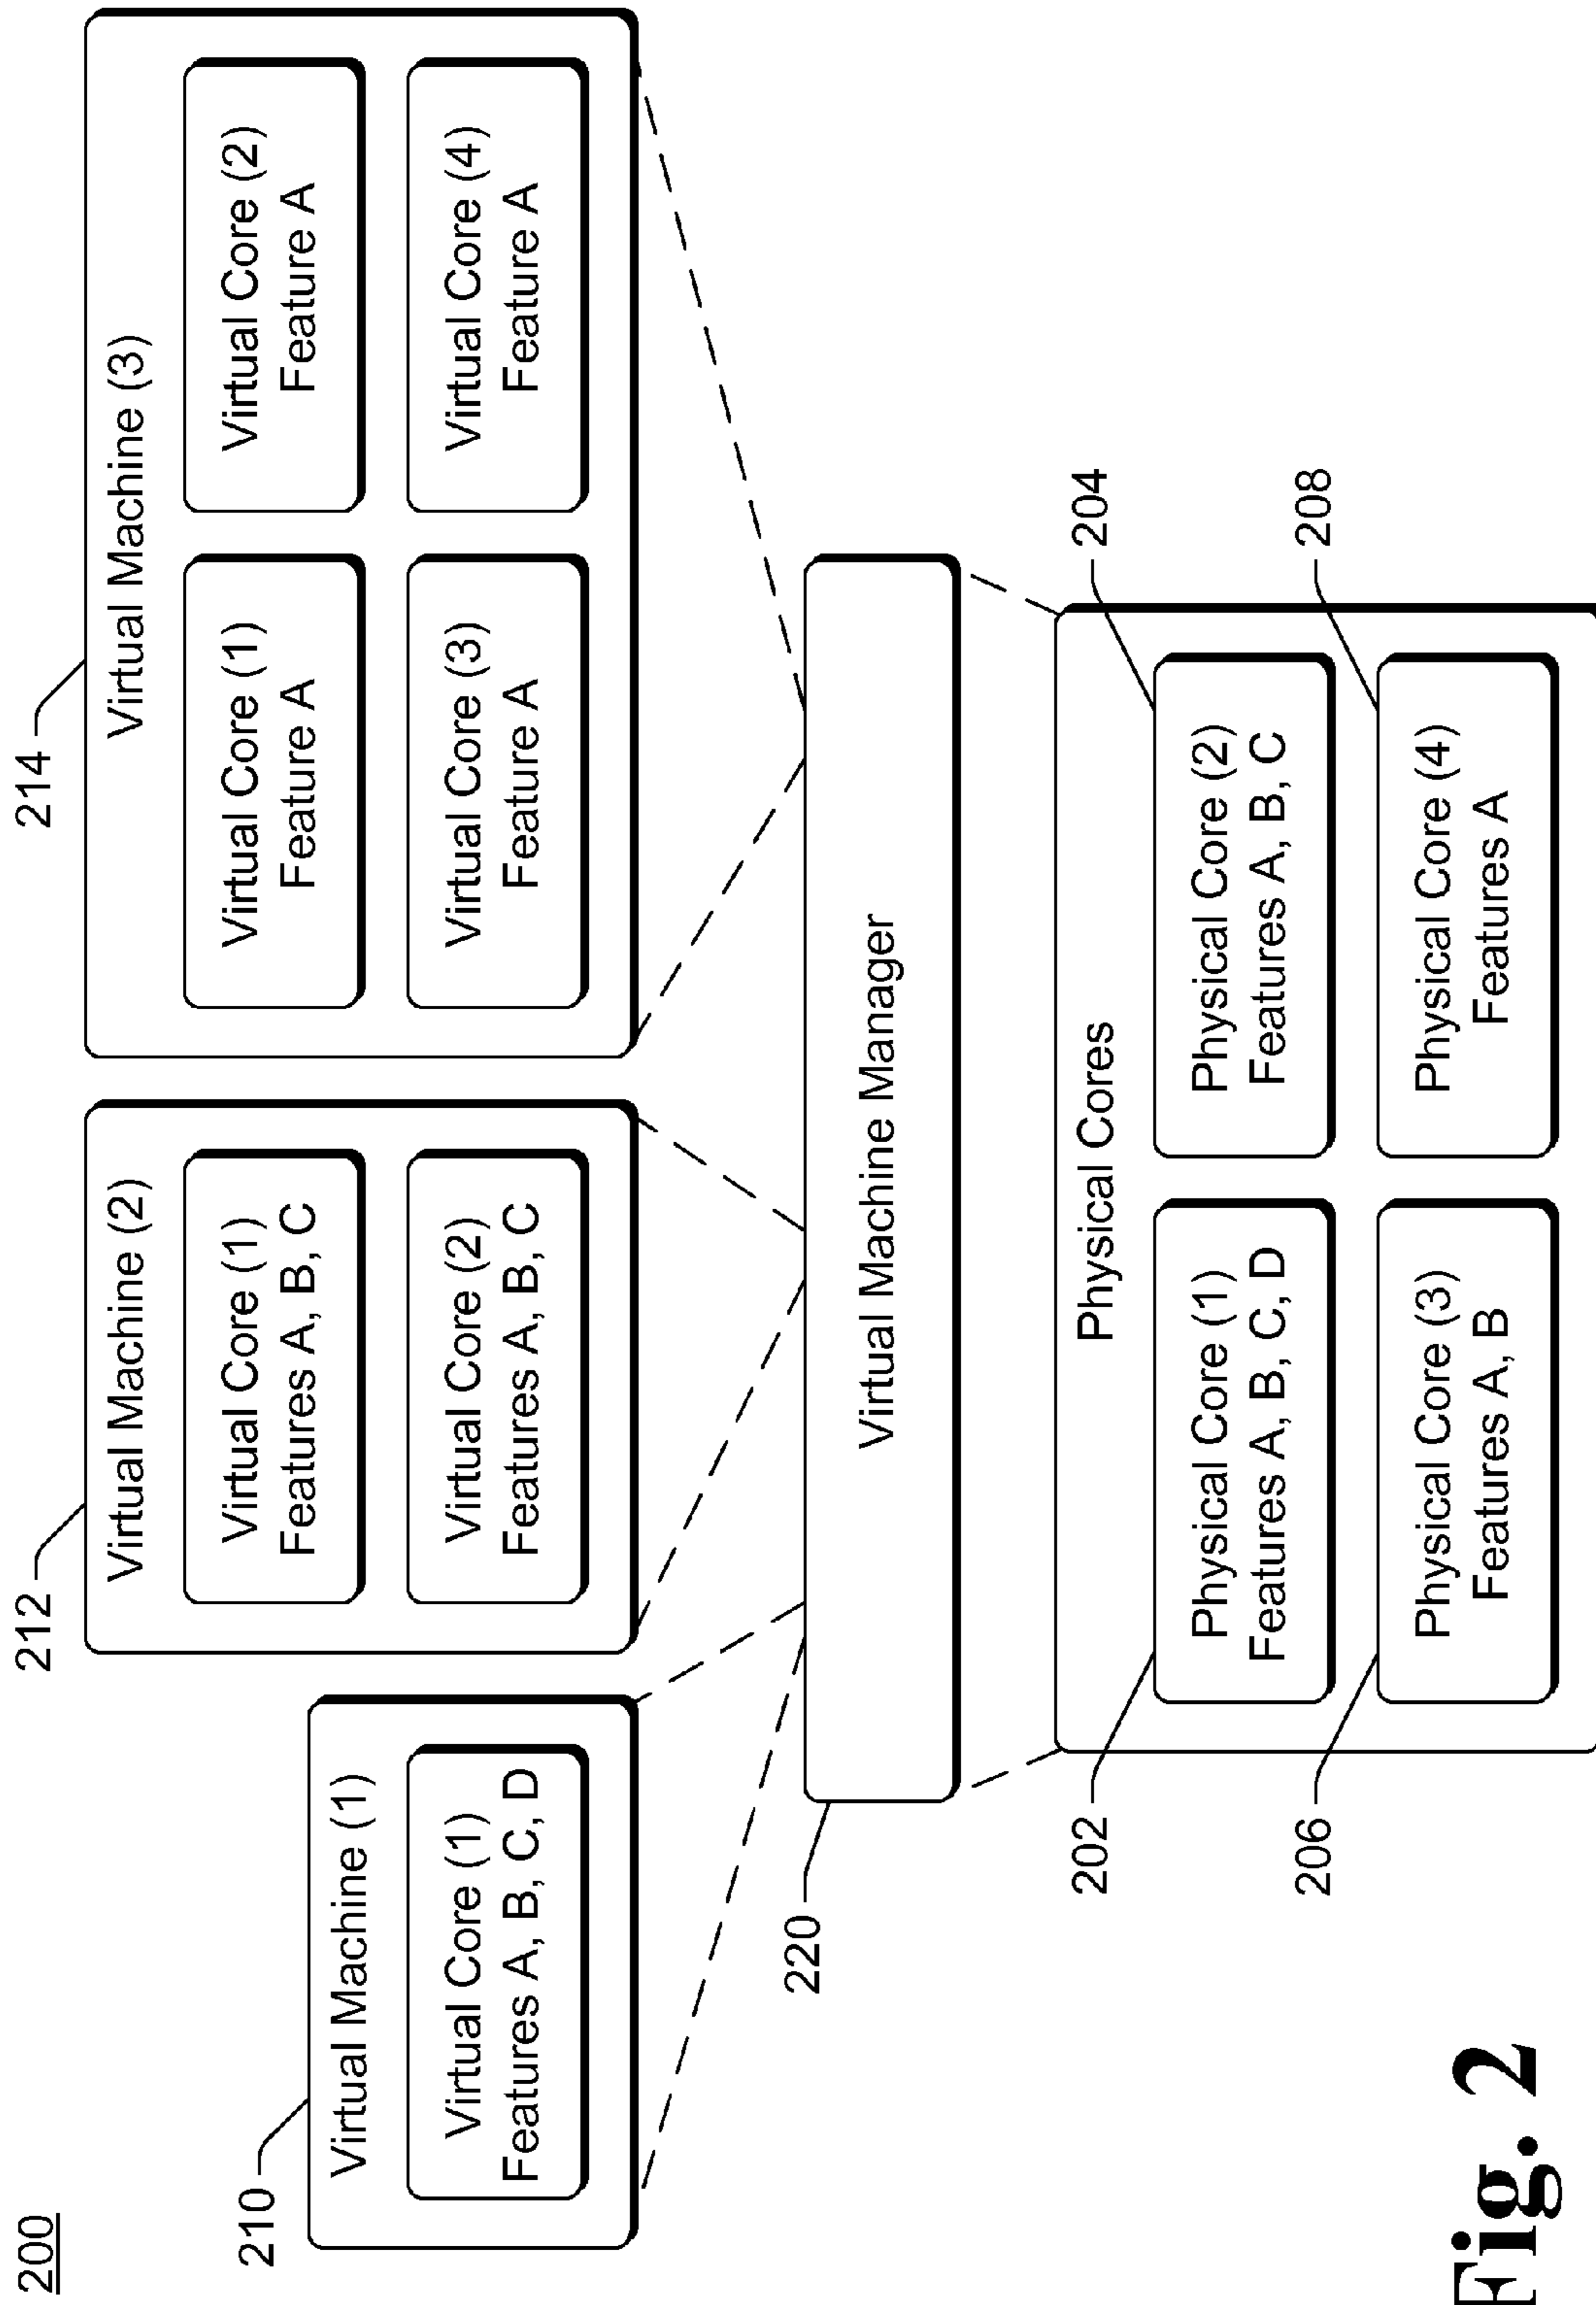 200
210
Virtual Machine (1)
Virtual Core (1)
Features A, B, C, D
212
Virtual Machine (2)
Virtual Core (1)
Features A, B, C
Virtual Core (2)
Features A, B, C
214
Virtual Machine (3)
Virtual Core (1)
Feature A
Virtual Core (2)
Feature A
Virtual Core (3)
Feature A
Virtual Core (4)
Feature A
220
Virtual Machine Manager
Physical Cores
202
Physical Core (1)
Features A, B, C, D
204
Physical Core (2)
Features A, B, C
206
Physical Core (3)
Features A, B
208
Physical Core (4)
Features A
Fig. 2